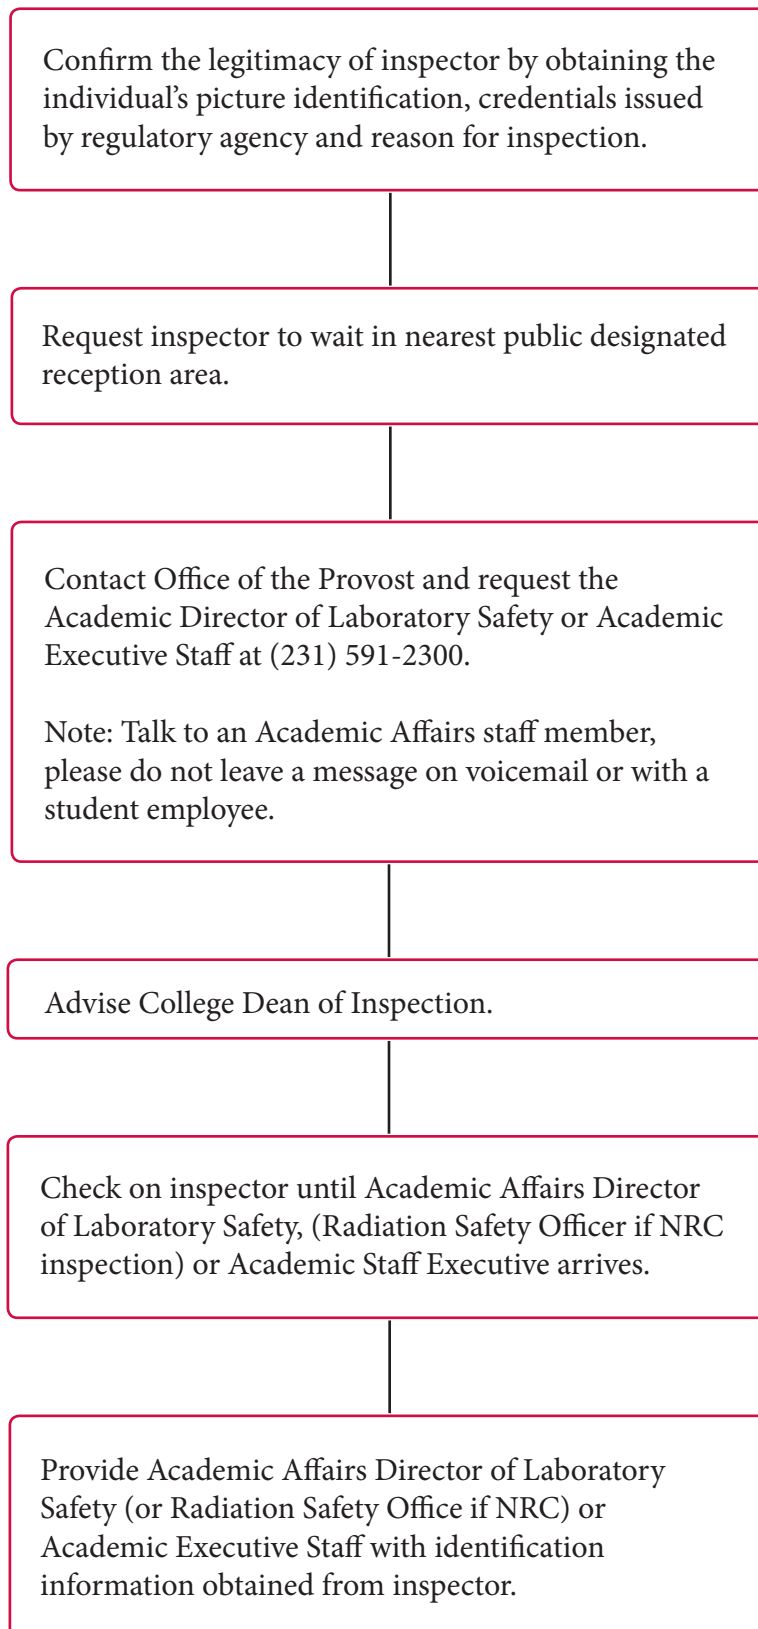 Confirm the legitimacy of inspector by obtaining the
individual’s picture identification, credentials issued
by regulatory agency and reason for inspection.
Request inspector to wait in nearest public designated
reception area.
Contact Office of the Provost and request the
Academic Director of Laboratory Safety or Academic
Executive Staff at (231) 591-2300.
Note: Talk to an Academic Affairs staff member,
please do not leave a message on voicemail or with a
student employee.
Advise College Dean of Inspection.
Check on inspector until Academic Affairs Director
of Laboratory Safety, (Radiation Safety Officer if NRC
inspection) or Academic Staff Executive arrives.
Provide Academic Affairs Director of Laboratory
Safety (or Radiation Safety Office if NRC) or
Academic Executive Staff with identification
information obtained from inspector.